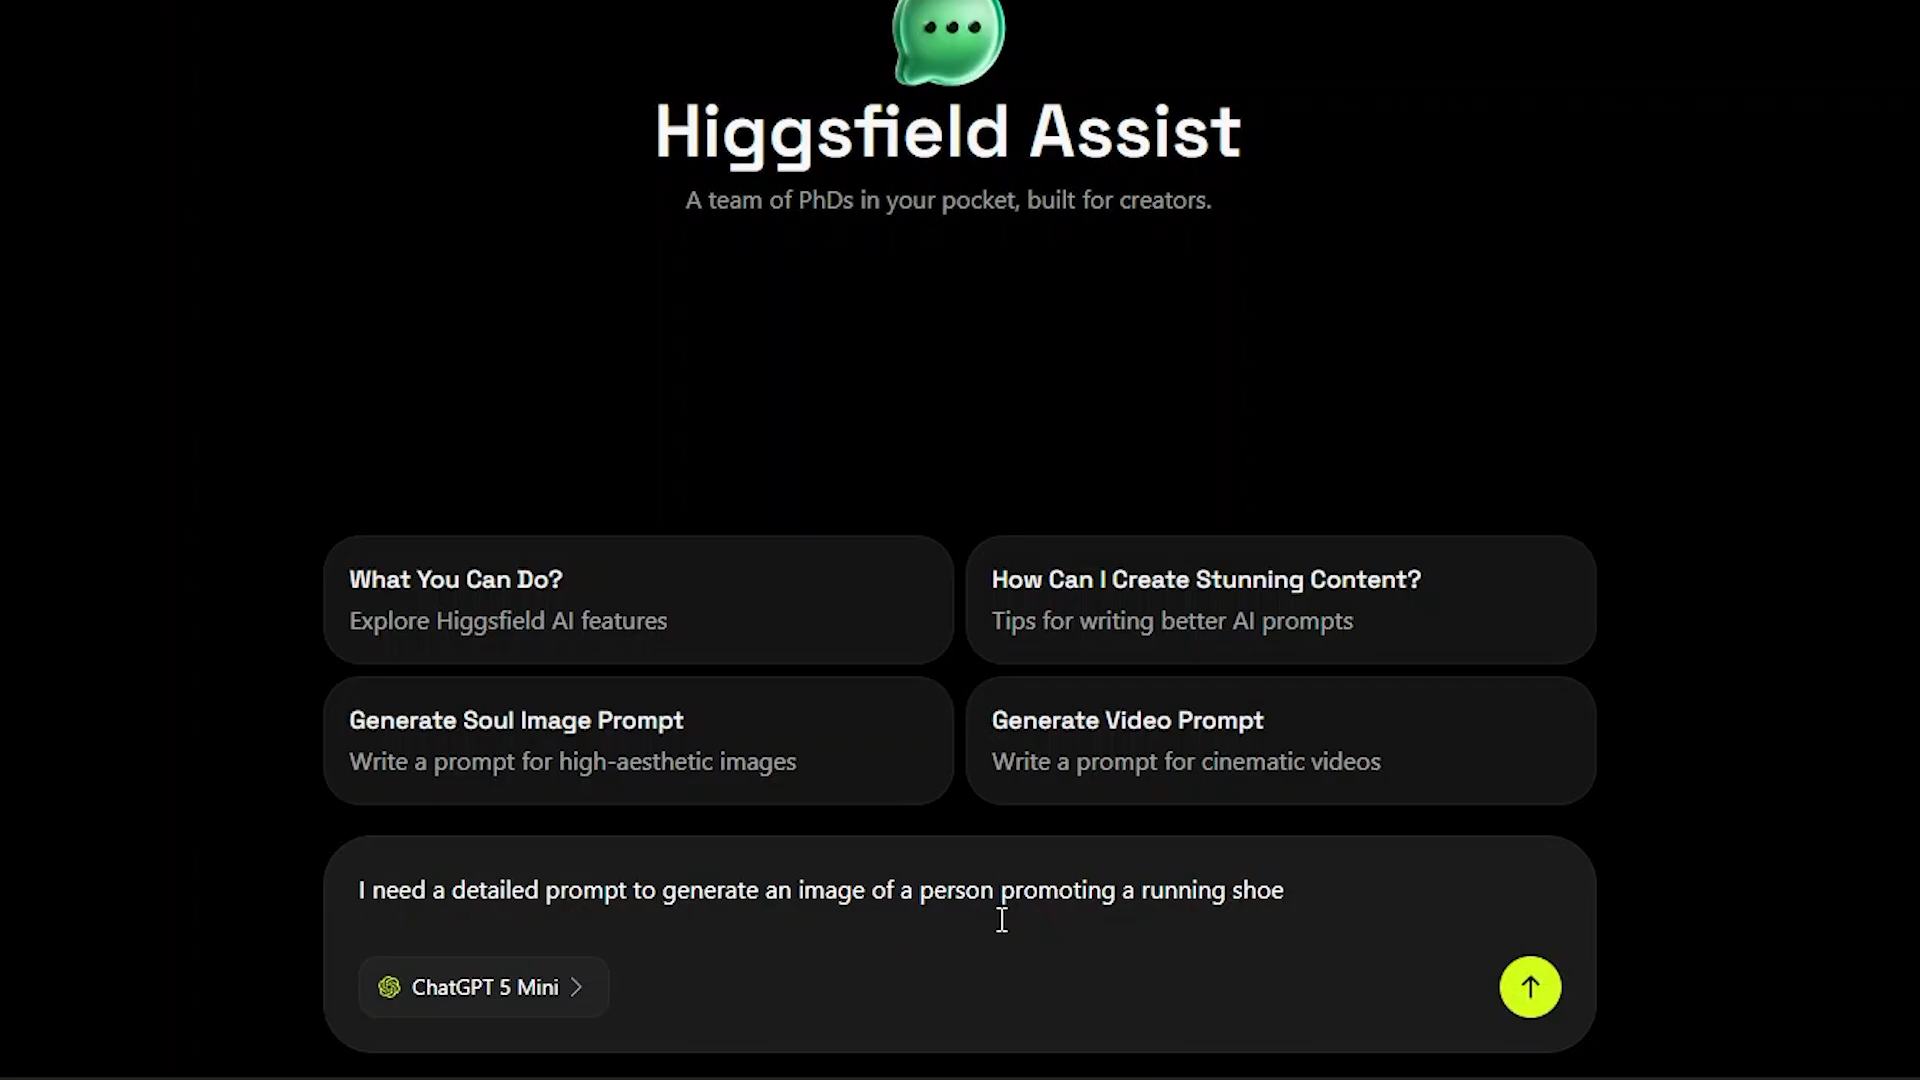 Higgsfield Assist
A team of PhDs in your pocket, built for creators.
What You Can Do?
Explore Higgsfield AI features
How Can I Create Stunning Content?
Tips for writing better AI prompts
Generate Soul Image Prompt
Write a prompt for high-aesthetic images
Generate Video Prompt
Write a prompt for cinematic videos
I need a detailed prompt to generate an image of a person promoting a running shoe
ChatGPT 5 Mini